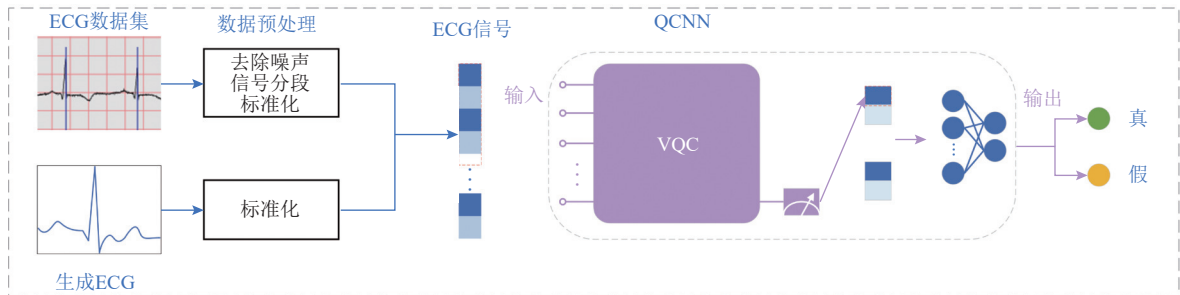 ECG数据集
数据预处理
ECG信号
QCNN
去除噪声
信号分段
标准化
输入
VQC
输出
真
假
标准化
生成ECG